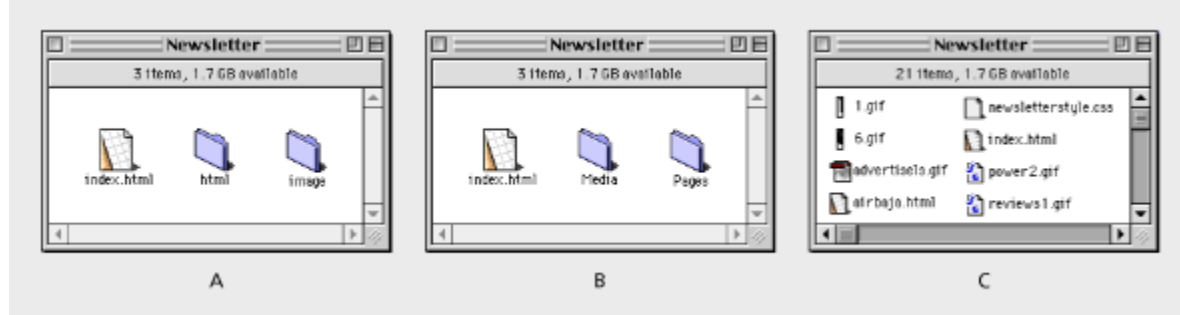 Newsletter
3 items, 1.7 GB available
index.html
html
image
A
Newsletter
3 items, 1.7 GB available
index.html
Media
Pages
B
Newsletter
21 items, 1.7 GB available
1.gif
newsletterstyle.css
6.gif
index.html
advertisels.gif
power2.gif
airbaja.html
reviews1.gif
C